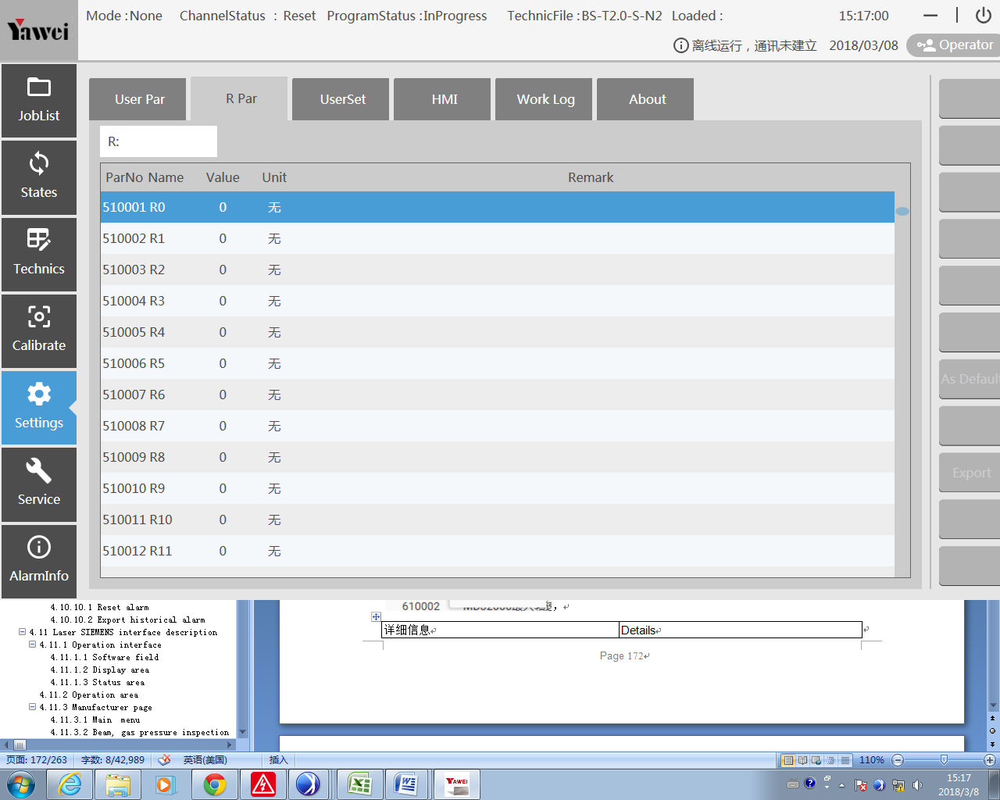 Yawei
Mode :None ChannelStatus : Reset ProgramStatus :InProgress TechnicFile :BS-T2.0-S-N2 Loaded : 15:17:00
离线运行，通讯未建立 2018/03/08 Operator
JobList
States
Technics
Calibrate
Settings
Service
AlarmInfo
User Par R Par UserSet HMI Work Log About
R:
ParNo Name Value Unit Remark
510001 R0 0 无
510002 R1 0 无
510003 R2 0 无
510004 R3 0 无
510005 R4 0 无
510006 R5 0 无
510007 R6 0 无
510008 R7 0 无
510009 R8 0 无
510010 R9 0 无
510011 R10 0 无
510012 R11 0 无
As Default
Export
4.10.10.1 Reset alarm
4.10.10.2 Export historical alarm
4.11 Laser SIEMENS interface description
4.11.1 Operation interface
4.11.1.1 Software field
4.11.1.2 Display area
4.11.1.3 Status area
4.11.2 Operation area
4.11.3 Manufacturer page
4.11.3.1 Main menu
4.11.3.2 Beam, gas pressure inspection
610002
详细信息 Details
Page 172
页面: 172/263 字数: 8/42,989 英语(美国) 插入 110%
YAWEI
15:17
2018/3/8